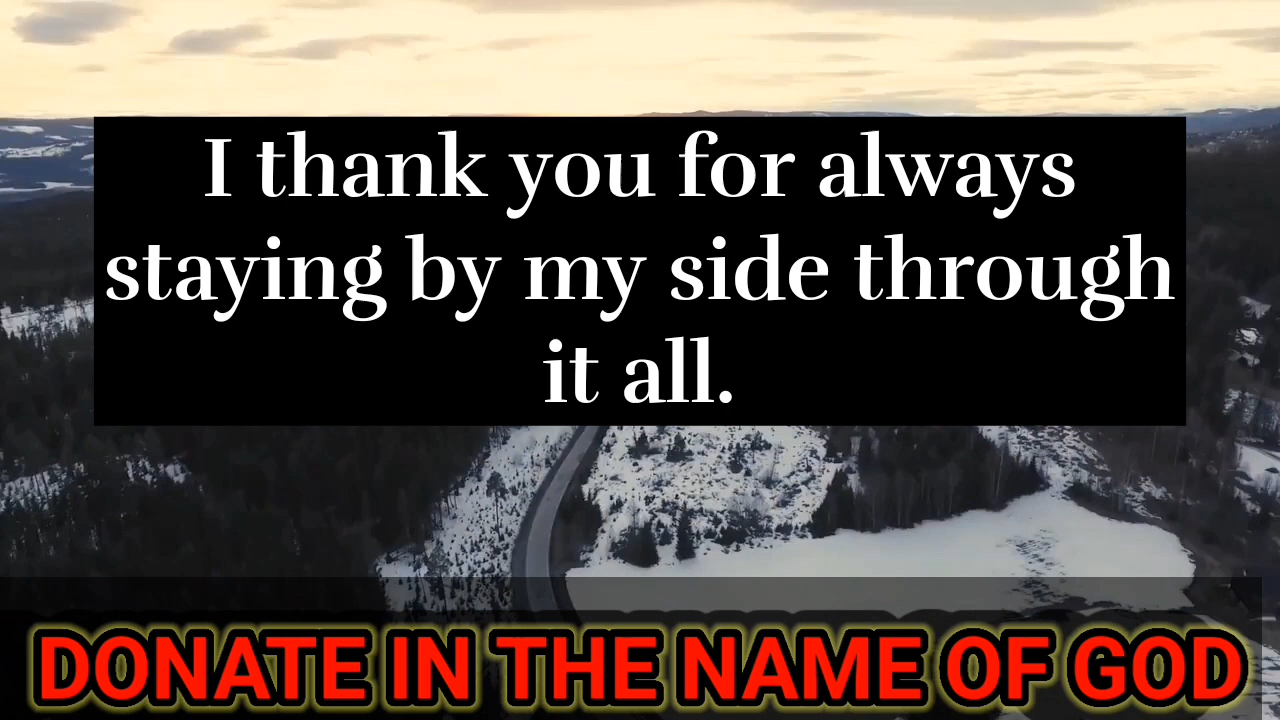 I thank you for always
staying by my side through
it all.
DONATE IN THE NAME OF GOD